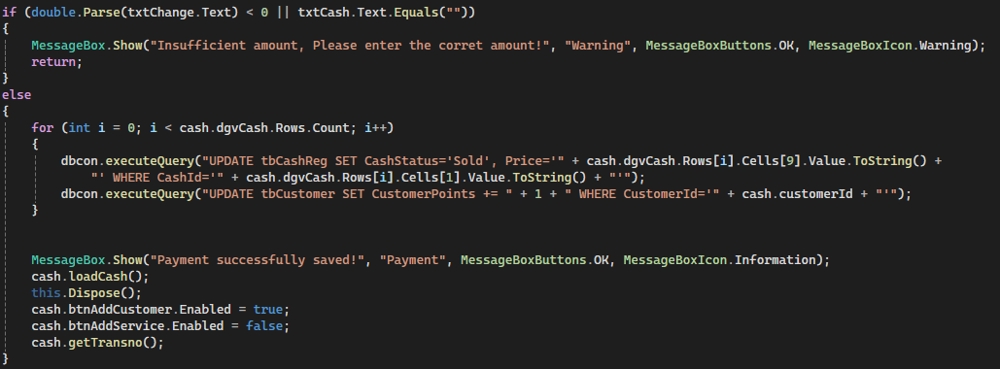 if (double.Parse(txtChange.Text) < 0 || txtCash.Text.Equals(""))
{
MessageBox.Show("Insufficient amount, Please enter the corret amount!", "Warning", MessageBoxButtons.OK, MessageBoxIcon.Warning);
return;
}
else
{
for (int i = 0; i < cash.dgvCash.Rows.Count; i++)
{
dbcon.executeQuery("UPDATE tbCashReg SET CashStatus='Sold', Price='" + cash.dgvCash.Rows[i].Cells[9].Value.ToString() +
"' WHERE CashId='" + cash.dgvCash.Rows[i].Cells[1].Value.ToString() + "'");
dbcon.executeQuery("UPDATE tbCustomer SET CustomerPoints += " + 1 + " WHERE CustomerId='" + cash.customerId + "'");
}
MessageBox.Show("Payment successfully saved!", "Payment", MessageBoxButtons.OK, MessageBoxIcon.Information);
cash.loadCash();
this.Dispose();
cash.btnAddCustomer.Enabled = true;
cash.btnAddService.Enabled = false;
cash.getTransno();
}